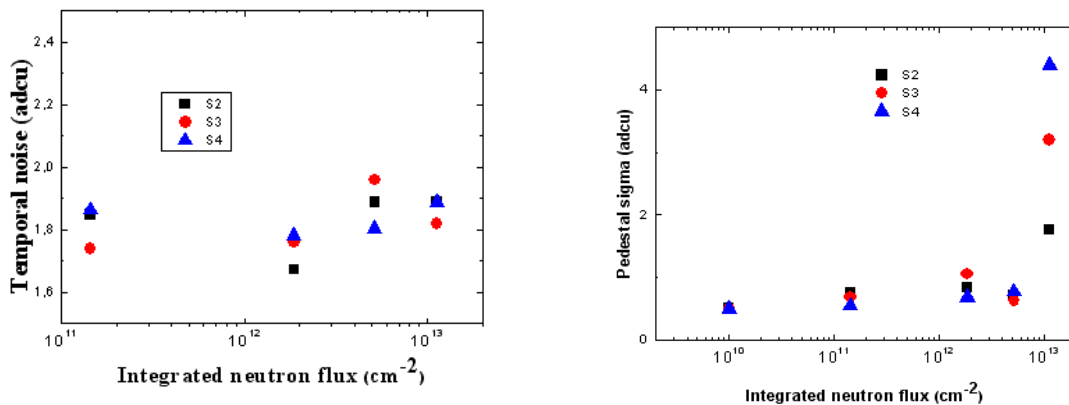 2,4
2,2
2,0
1,8
1,6
Temporal noise (adcu)
S2
S3
S4
10^11
10^12
10^13
Integrated neutron flux (cm^-2)
4
2
0
Pedestal sigma (adcu)
S2
S3
S4
10^10
10^11
10^12
10^13
Integrated neutron flux (cm^-2)